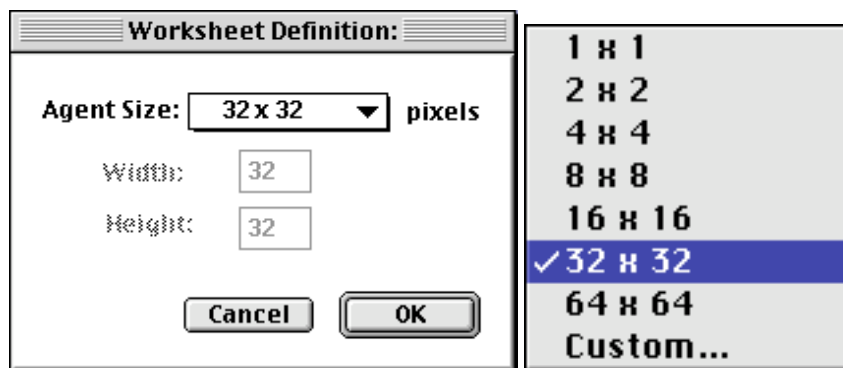 Worksheet Definition:
Agent Size: 32 x 32 pixels
Width: 32
Height: 32
Cancel OK
1 x 1
2 x 2
4 x 4
8 x 8
16 x 16
✓32 x 32
64 x 64
Custom...